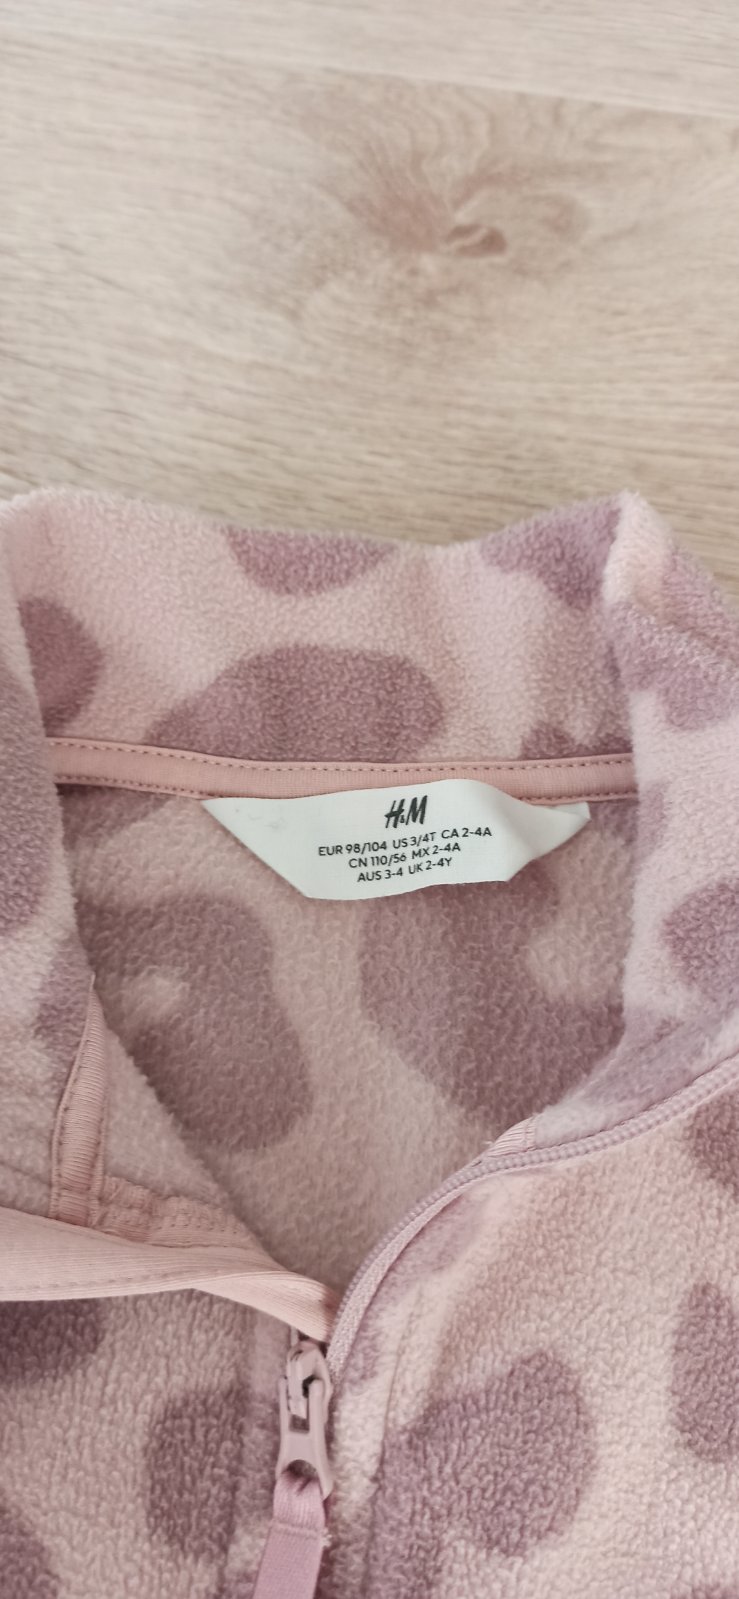 H&M
EUR 98/104 US 3/4T CA 2-4A
CN 110/56 MX 2-4A
AUS 3-4 UK 2-4Y